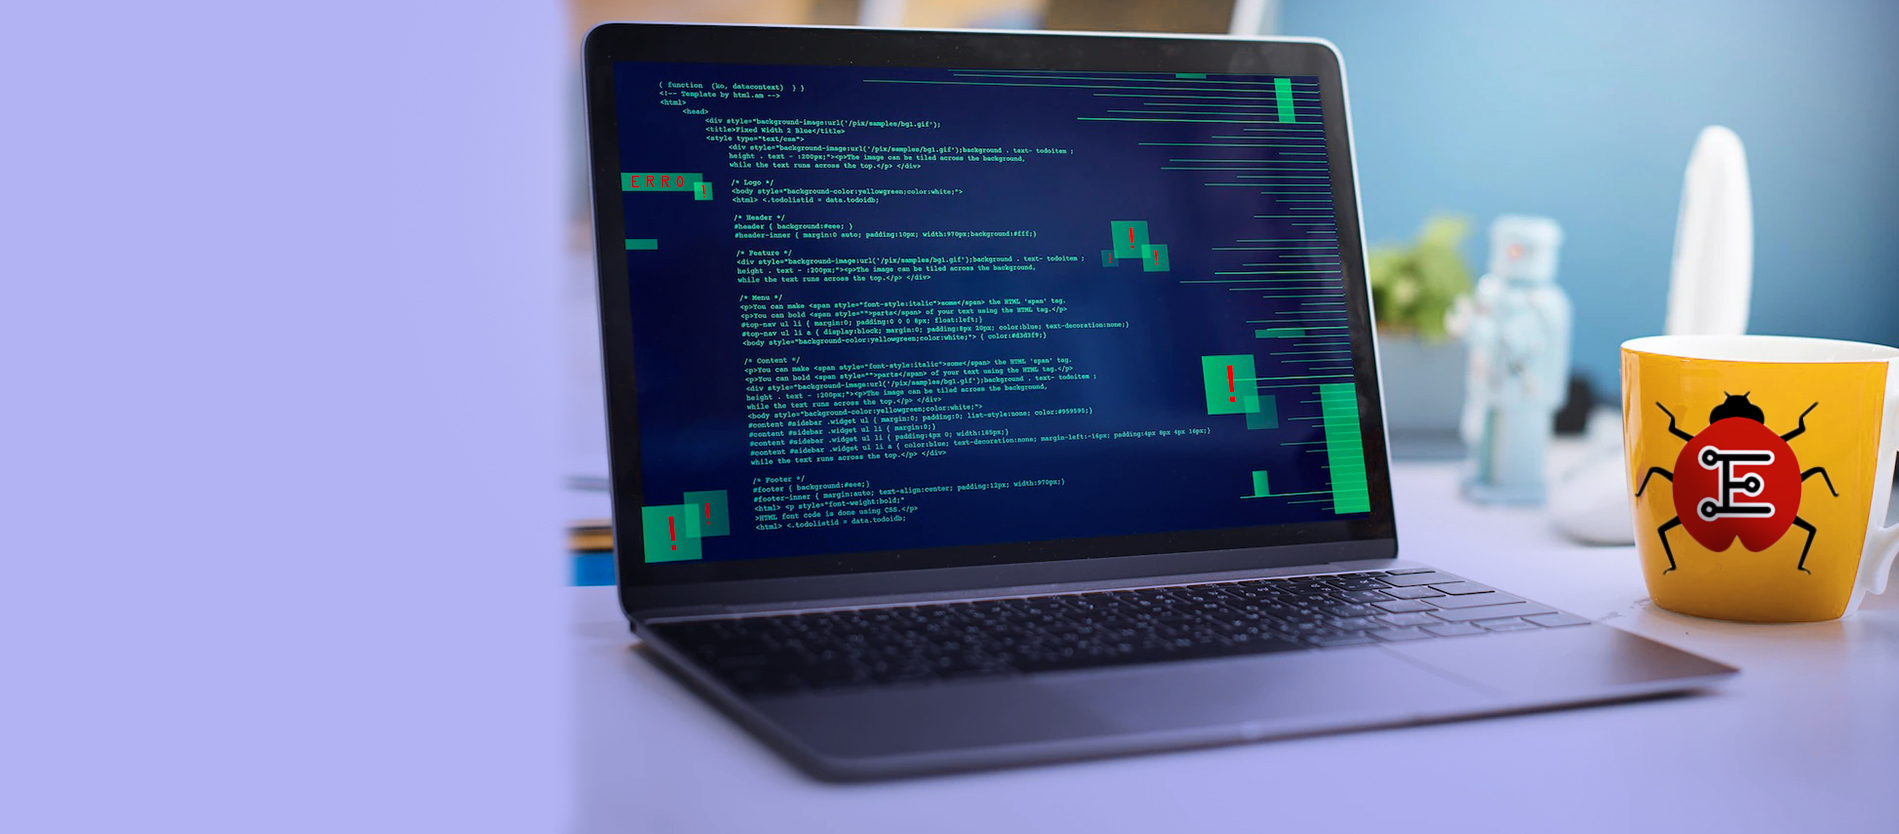 ( function  (ko, datacontext)  } }
<!-- Template by html.am -->
<html>
<head>
<div style="background-image:url('/pix/samples/bg1.gif');
<title>Fixed Width 2 Blue</title>
<style type="text/css">
<div style="background-image:url('/pix/samples/bg1.gif');background . text- todoitem ;
height . text - :200px;"><p>The image can be tiled across the background,
while the text runs across the top.</p> </div>
ERRO
!
/* Logo */
<body style="background-color:yellowgreen;color:white;">
<html> <.todolistid = data.todoidb;
/* Header */
#header { background:#eee; }
#header-inner { margin:0 auto; padding:10px; width:970px;background:#fff;}
! ! !
/* Feature */
<div style="background-image:url('/pix/samples/bg1.gif');background . text- todoitem ;
height . text - :200px;"><p>The image can be tiled across the background,
while the text runs across the top.</p> </div>
/* Menu */
<p>You can make <span style="font-style:italic">some</span> the HTML 'span' tag.
<p>You can bold <span style="">parts</span> of your text using the HTML tag.</p>
#top-nav ul li { margin:0; padding:0 0 0 8px; float:left;}
#top-nav ul li a { display:block; margin:0; padding:8px 20px; color:blue; text-decoration:none;}
<body style="background-color:yellowgreen;color:white;"> { color:#d3d3f9;}
/* Content */
<p>You can make <span style="font-style:italic">some</span> the HTML 'span' tag.
<p>You can bold <span style="">parts</span> of your text using the HTML tag.</p>
<div style="background-image:url('/pix/samples/bg1.gif');background . text- todoitem ;
height . text - :200px;"><p>The image can be tiled across the background,
while the text runs across the top.</p> </div>
<body style="background-color:yellowgreen;color:white;">
#content #sidebar .widget ul { margin:0; padding:0; list-style:none; color:#959595;}
#content #sidebar .widget ul li { margin:0;}
#content #sidebar .widget ul li { padding:4px 0; width:185px;}
#content #sidebar .widget ul li a { color:blue; text-decoration:none; margin-left:-16px; padding:4px 8px 4px 16px;}
while the text runs across the top.</p> </div>
!
/* Footer */
#footer { background:#eee;}
#footer-inner { margin:auto; text-align:center; padding:12px; width:970px;}
<html> <p style="font-weight:bold;"
>HTML font code is done using CSS.</p>
<html> <.todolistid = data.todoidb;
! !
E